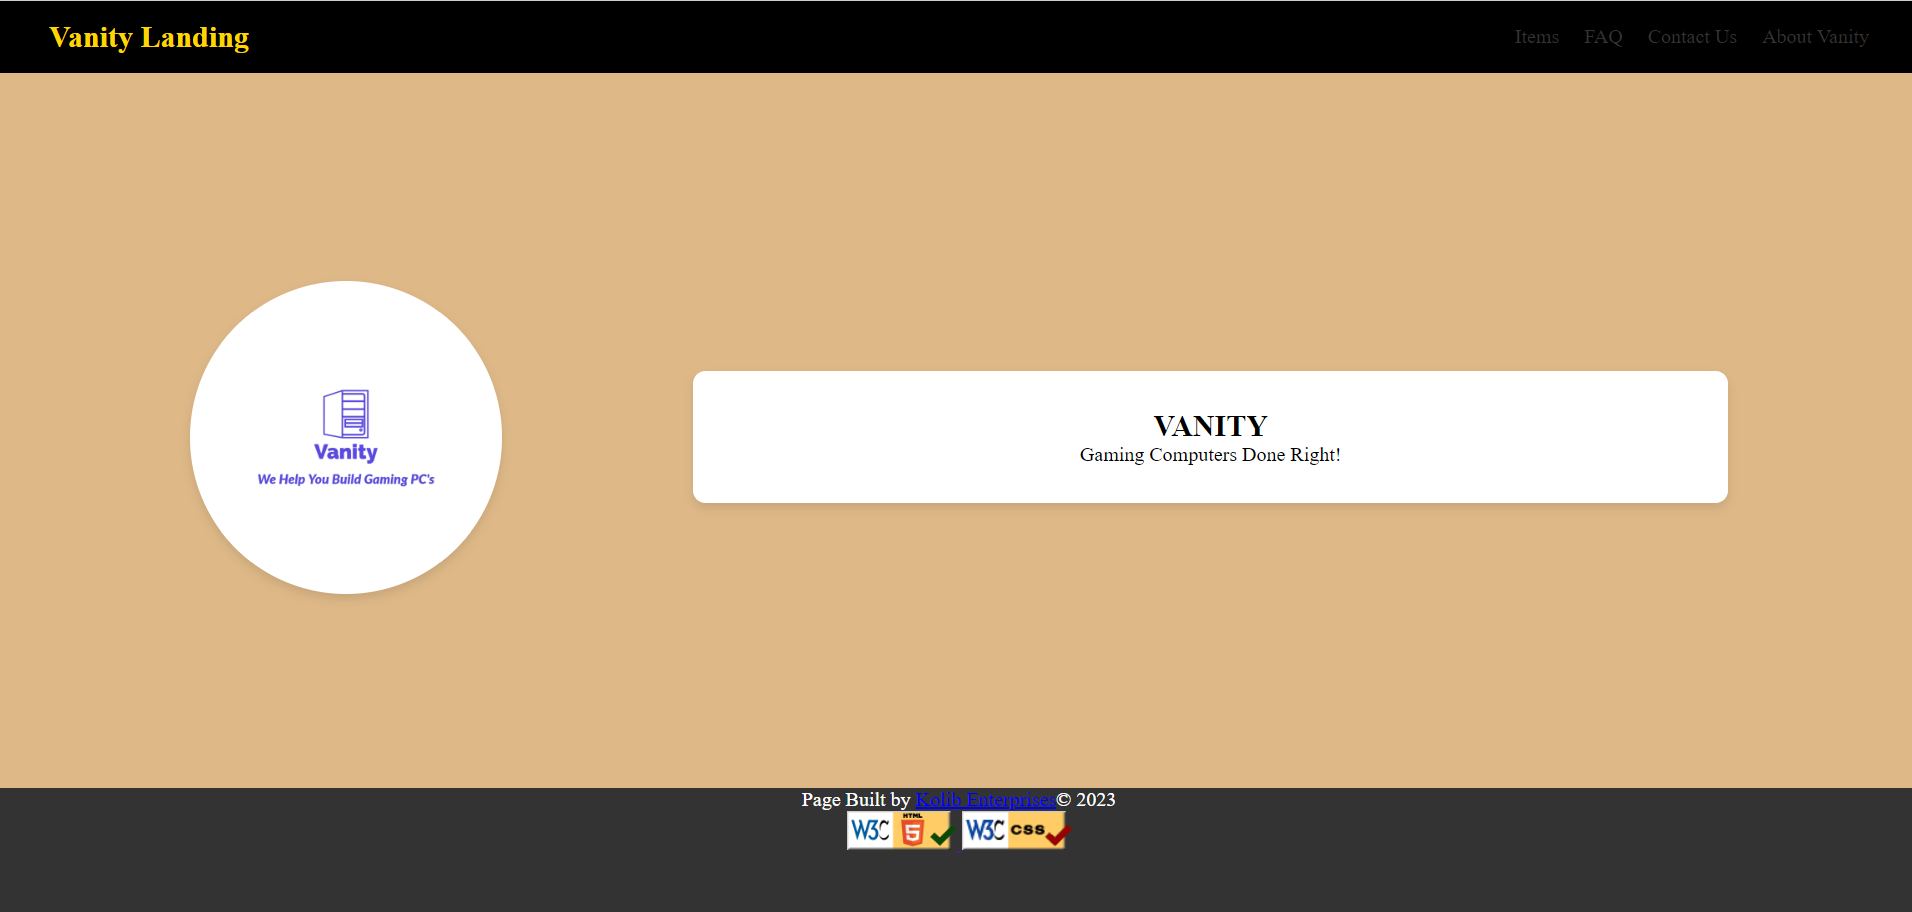 Vanity Landing
Items FAQ Contact Us About Vanity
Vanity
We Help You Build Gaming PC's
VANITY
Gaming Computers Done Right!
Page Built by Kolib Enterprises© 2023
W3C HTML 5 W3C CSS